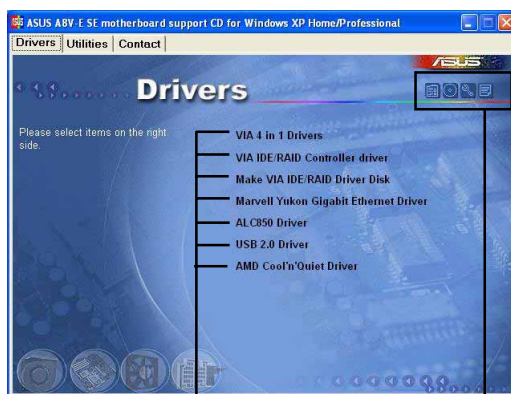 ASUS A8V-E SE motherboard support CD for Windows XP Home/Professional
Drivers Utilities Contact
ASUS
Drivers
Please select items on the right
side.
VIA 4 in 1 Drivers
VIA IDE/RAID Controller driver
Make VIA IDE/RAID Driver Disk
Marvell Yukon Gigabit Ethernet Driver
ALC850 Driver
USB 2.0 Driver
AMD Cool'n'Quiet Driver